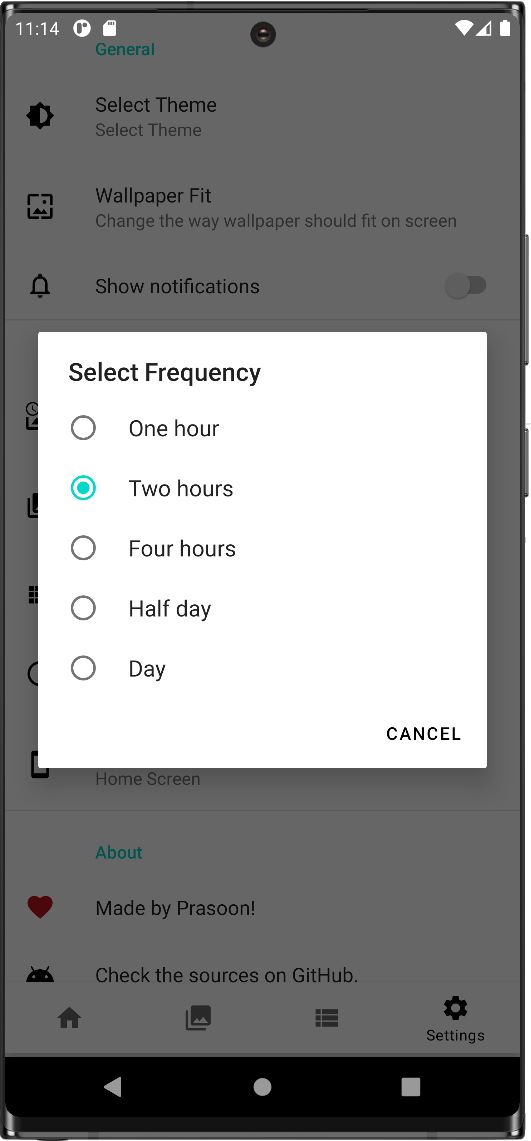 11:14
General
Select Theme
Select Theme
Wallpaper Fit
Change the way wallpaper should fit on screen
Show notifications
Select Frequency
One hour
Two hours
Four hours
Half day
Day
CANCEL
Home Screen
About
Made by Prasoon!
Check the sources on GitHub.
Settings